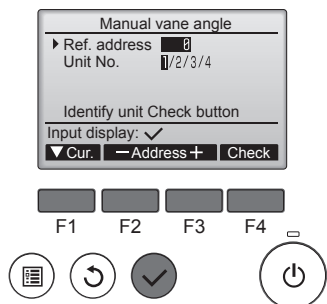 Manual vane angle
Ref. address 0
Unit No. 1/2/3/4
Identify unit Check button
Input display: ✓
▼ Cur. − Address + Check
F1 F2 F3 F4